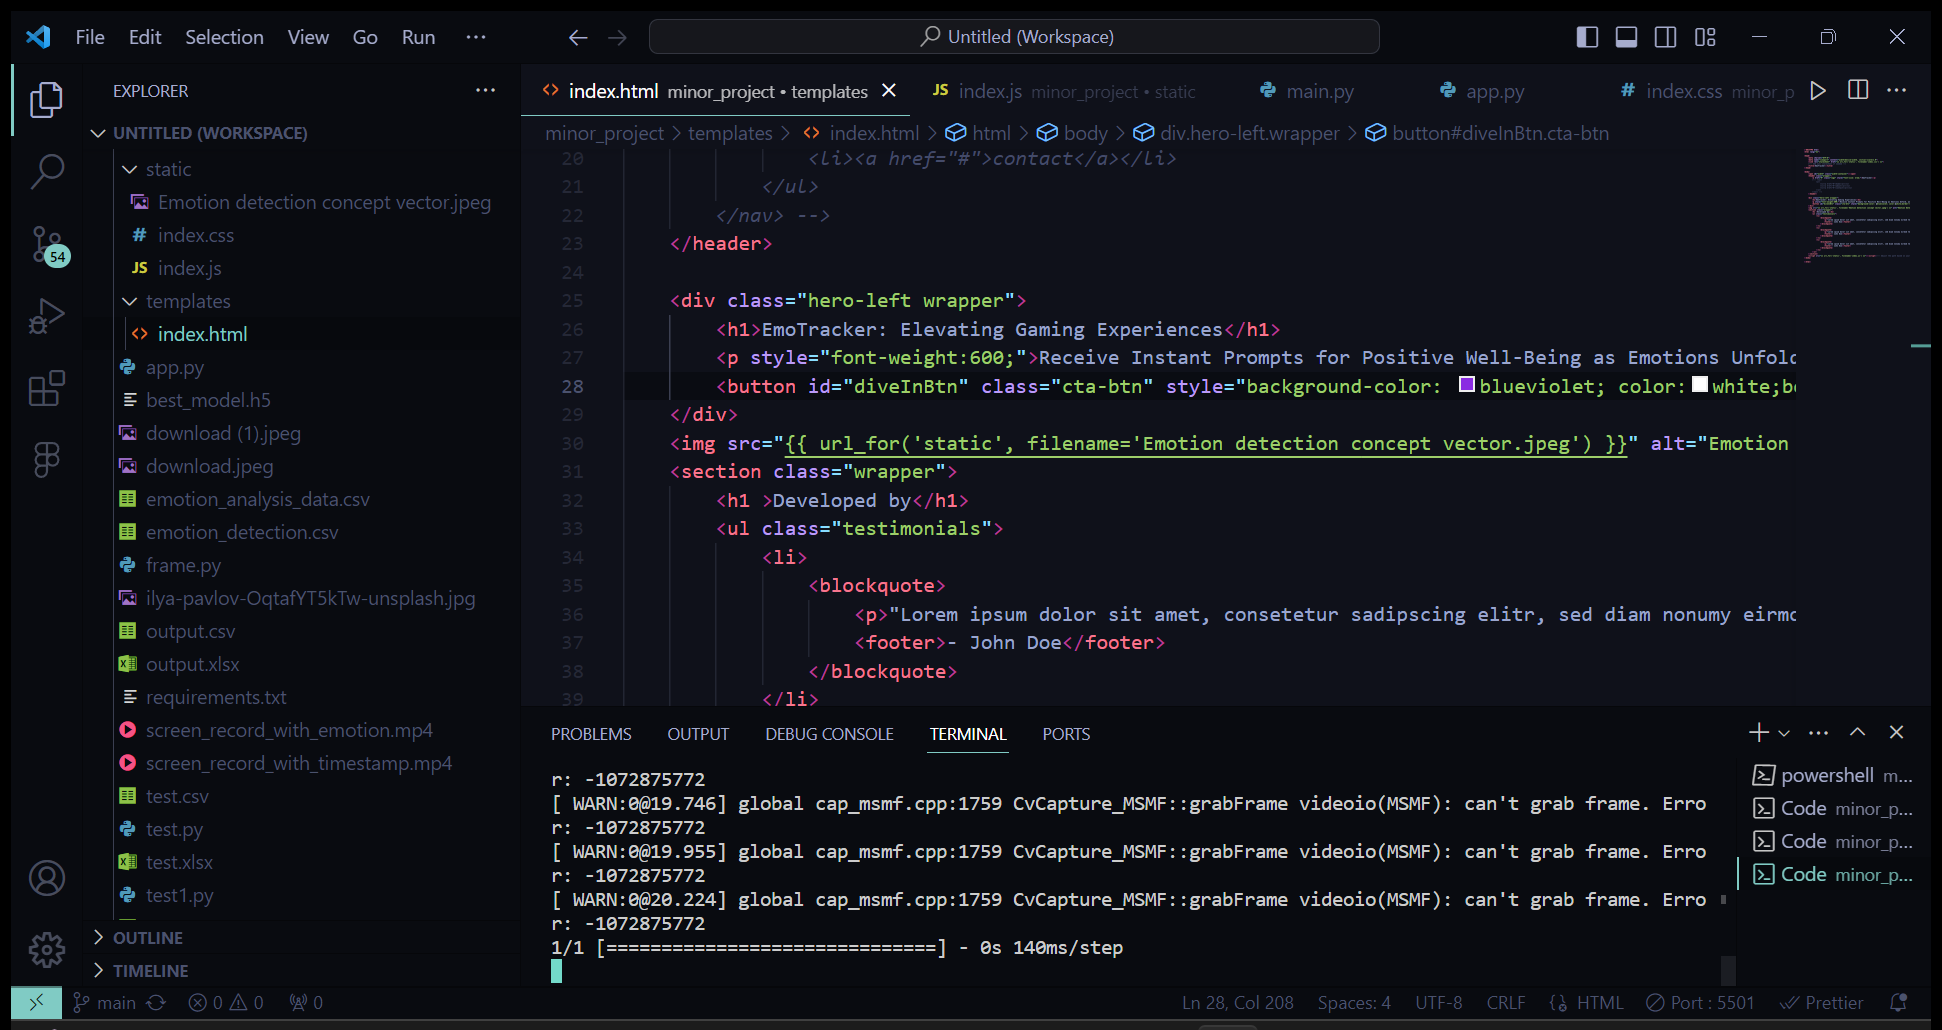 File Edit Selection View Go Run ···
Untitled (Workspace)
EXPLORER ···
UNTITLED (WORKSPACE)
static
Emotion detection concept vector.jpeg
# index.css
JS index.js
templates
<> index.html
app.py
best_model.h5
download (1).jpeg
download.jpeg
emotion_analysis_data.csv
emotion_detection.csv
frame.py
ilya-pavlov-OqtafYT5kTw-unsplash.jpg
output.csv
output.xlsx
requirements.txt
screen_record_with_emotion.mp4
screen_record_with_timestamp.mp4
test.csv
test.py
test.xlsx
test1.py
OUTLINE
TIMELINE
54
<> index.html minor_project • templates
JS index.js minor_project • static
main.py
app.py
# index.css minor_p
minor_project > templates > <> index.html > html > body > div.hero-left.wrapper > button#diveInBtn.cta-btn
20 <li><a href="#">contact</a></li>
21 </ul>
22 </nav> -->
23 </header>
24
25 <div class="hero-left wrapper">
26 <h1>EmoTracker: Elevating Gaming Experiences</h1>
27 <p style="font-weight:600;">Receive Instant Prompts for Positive Well-Being as Emotions Unfol
28 <button id="diveInBtn" class="cta-btn" style="background-color: blueviolet; color: white;b
29 </div>
30 <img src="{{ url_for('static', filename='Emotion detection concept vector.jpeg') }}" alt="Emotion
31 <section class="wrapper">
32 <h1 >Developed by</h1>
33 <ul class="testimonials">
34 <li>
35 <blockquote>
36 <p>"Lorem ipsum dolor sit amet, consetetur sadipscing elitr, sed diam nonumy eirmo
37 <footer>- John Doe</footer>
38 </blockquote>
39 </li>
PROBLEMS OUTPUT DEBUG CONSOLE TERMINAL PORTS
r: -1072875772
[ WARN:0@19.746] global cap_msmf.cpp:1759 CvCapture_MSMF::grabFrame videoio(MSMF): can't grab frame. Erro
r: -1072875772
[ WARN:0@19.955] global cap_msmf.cpp:1759 CvCapture_MSMF::grabFrame videoio(MSMF): can't grab frame. Erro
r: -1072875772
[ WARN:0@20.224] global cap_msmf.cpp:1759 CvCapture_MSMF::grabFrame videoio(MSMF): can't grab frame. Erro
r: -1072875772
1/1 [==============================] - 0s 140ms/step
powershell m...
Code minor_p...
Code minor_p...
Code minor_p...
main 0 0 0
Ln 28, Col 208 Spaces: 4 UTF-8 CRLF HTML Port : 5501 Prettier